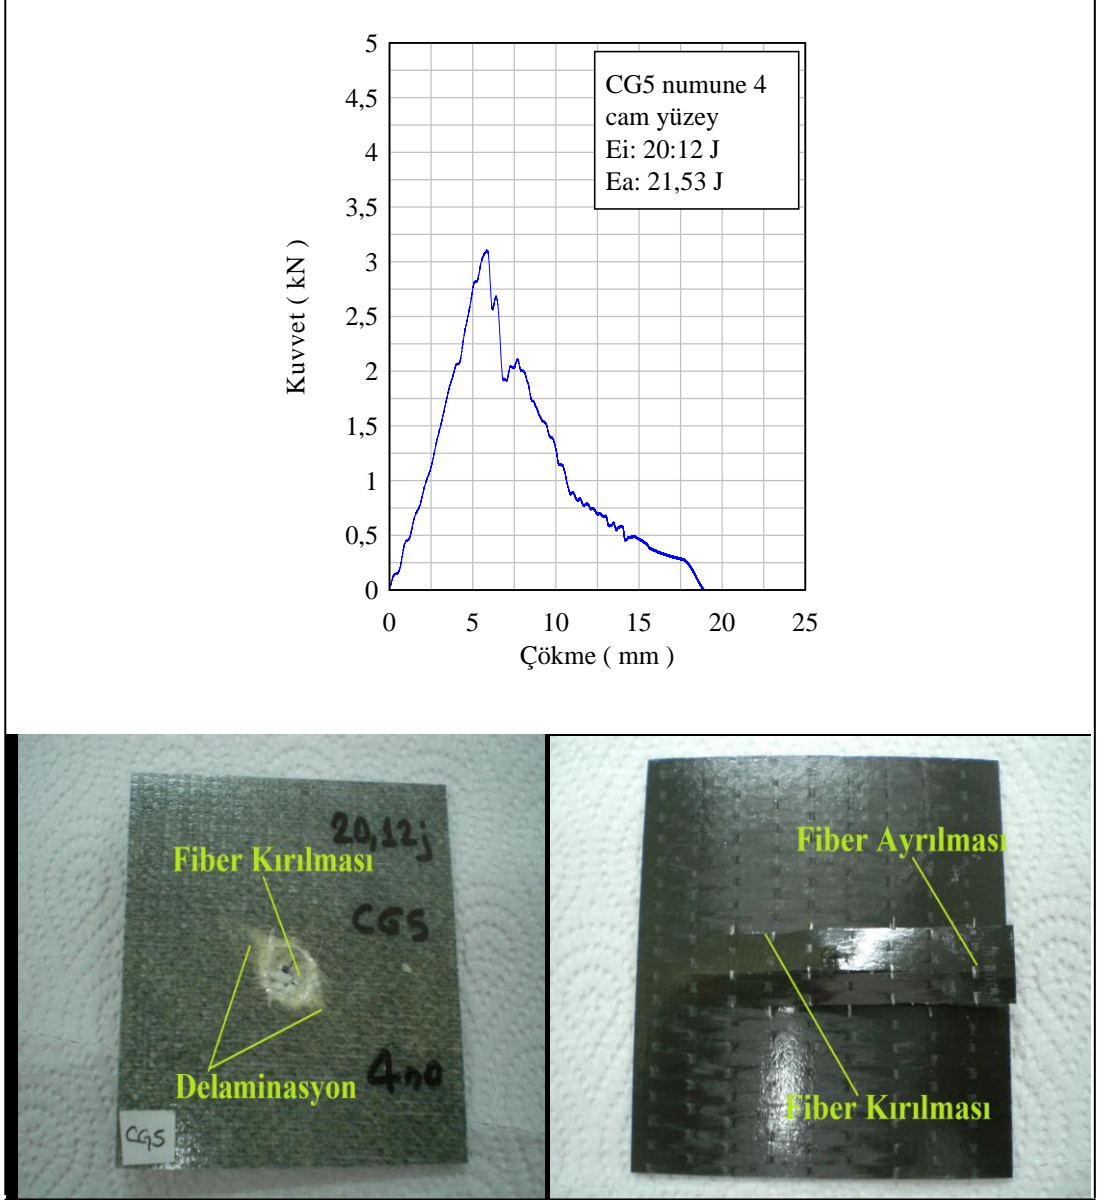 5
4,5
4
3,5
3
2,5
2
1,5
1
0,5
0
Kuvvet ( kN )
CG5 numune 4
cam yüzey
Ei: 20:12 J
Ea: 21,53 J
0 5 10 15 20 25
Çökme ( mm )
20,12j
Fiber Kırılması
CG5
Delaminasyon
4no
CG5
Fiber Ayrılması
Fiber Kırılması